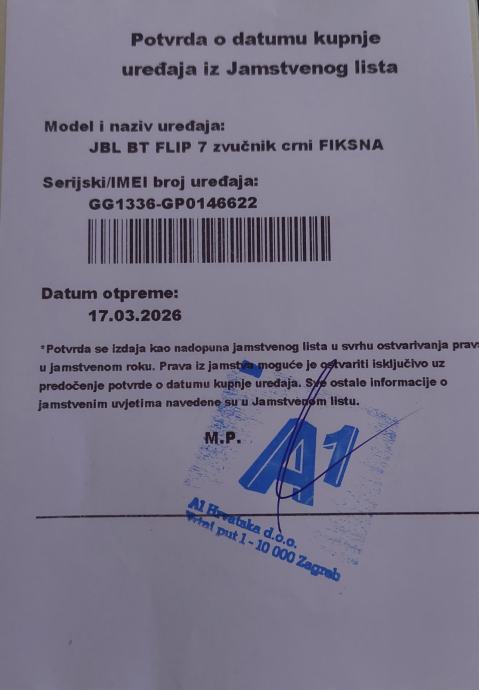 Potvrda o datumu kupnje
uređaja iz Jamstvenog lista
Model i naziv uređaja:
JBL BT FLIP 7 zvučnik crni FIKSNA
Serijski/IMEI broj uređaja:
GG1336-GP0146622
Datum otpreme:
17.03.2026
*Potvrda se izdaja kao nadopuna jamstvenog lista u svrhu ostvarivanja prava
u jamstvenom roku. Prava iz jamstva moguće je ostvariti isključivo uz
predočenje potvrde o datumu kupnje uređaja. Sve ostale informacije o
jamstvenim uvjetima navedene su u Jamstvenom listu.
M.P.
A1
A1 Hrvatska d.o.o.
Vrtni put 1 - 10 000 Zagreb